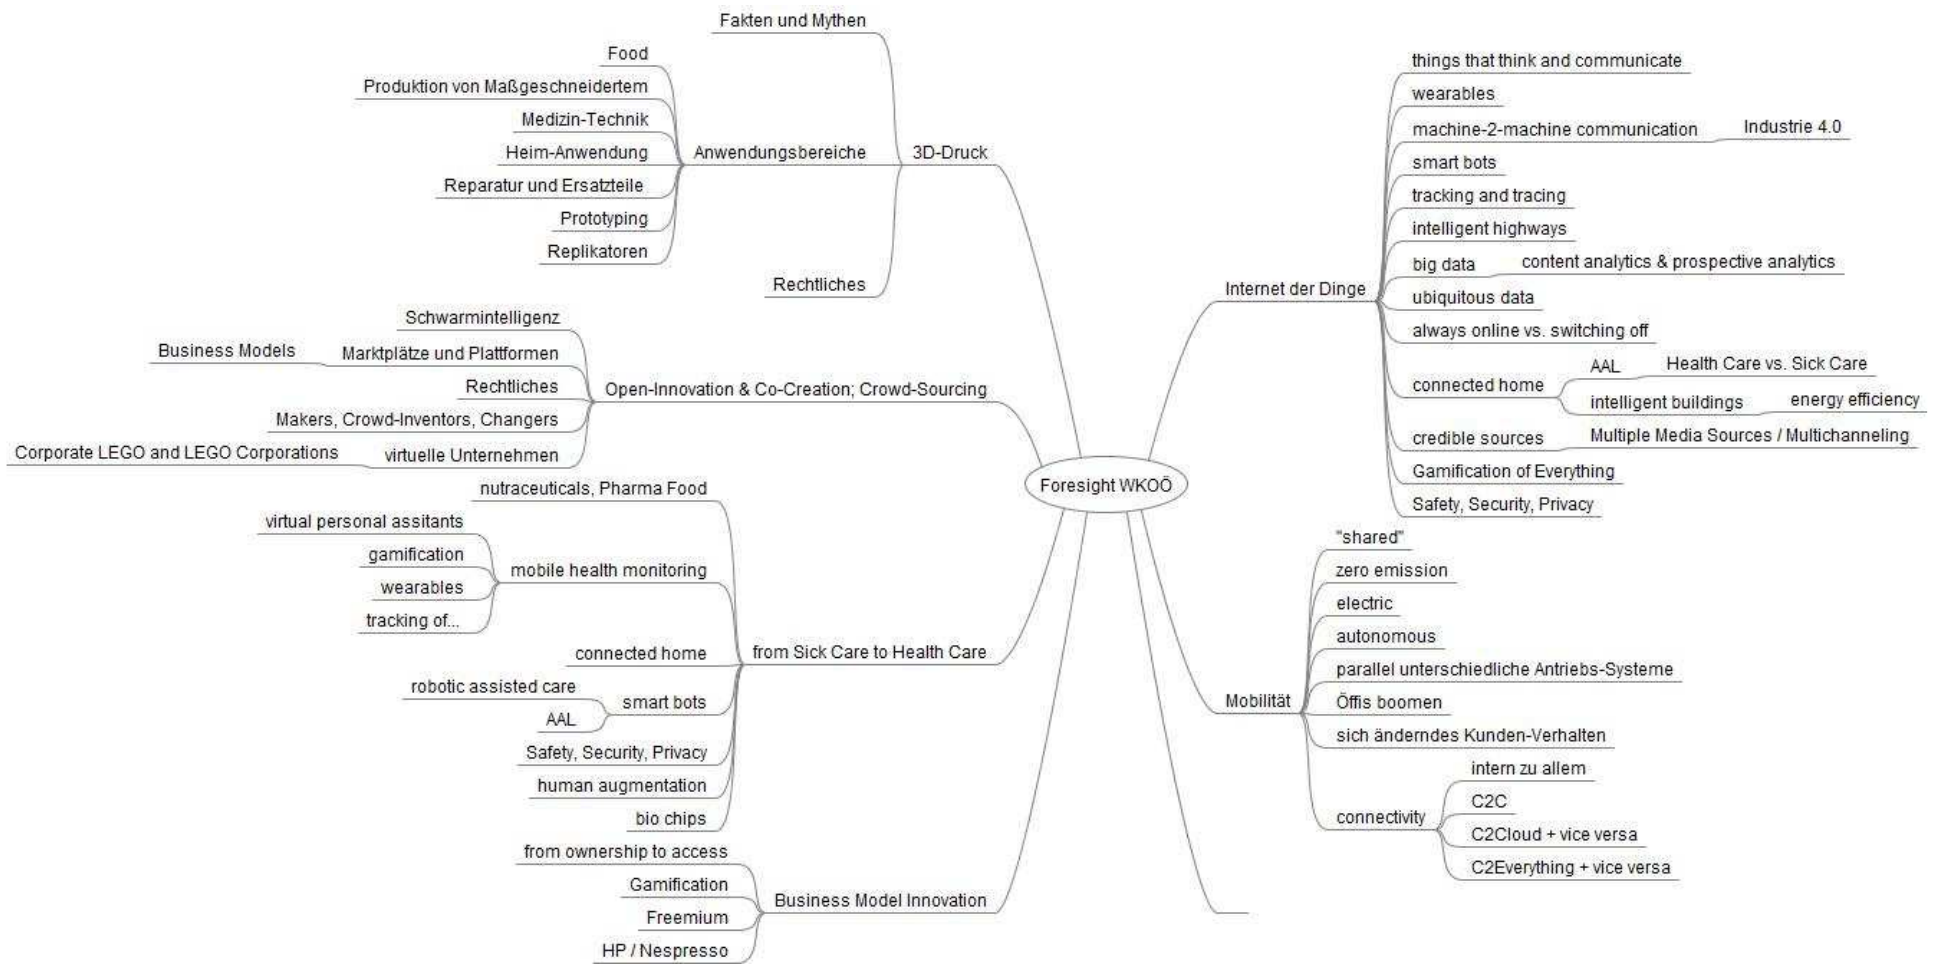 Fakten und Mythen
Food
Produktion von Maßgeschneidertem
Medizin-Technik
Heim-Anwendung
Reparatur und Ersatzteile
Prototyping
Replikatoren
Anwendungsbereiche
3D-Druck
Rechtliches
Schwarmintelligenz
Business Models
Marktplätze und Plattformen
Rechtliches
Makers, Crowd-Inventors, Changers
Corporate LEGO and LEGO Corporations
virtuelle Unternehmen
Open-Innovation & Co-Creation; Crowd-Sourcing
nutraceuticals, Pharma Food
virtual personal assitants
gamification
wearables
tracking of...
mobile health monitoring
connected home
robotic assisted care
AAL
smart bots
Safety, Security, Privacy
human augmentation
bio chips
from Sick Care to Health Care
from ownership to access
Gamification
Freemium
HP / Nespresso
Business Model Innovation
Foresight WKOÖ
Internet der Dinge
things that think and communicate
wearables
machine-2-machine communication
Industrie 4.0
smart bots
tracking and tracing
intelligent highways
big data
content analytics & prospective analytics
ubiquitous data
always online vs. switching off
connected home
AAL
Health Care vs. Sick Care
intelligent buildings
energy efficiency
credible sources
Multiple Media Sources / Multichanneling
Gamification of Everything
Safety, Security, Privacy
Mobilität
"shared"
zero emission
electric
autonomous
parallel unterschiedliche Antriebs-Systeme
Öffis boomen
sich änderndes Kunden-Verhalten
connectivity
intern zu allem
C2C
C2Cloud + vice versa
C2Everything + vice versa